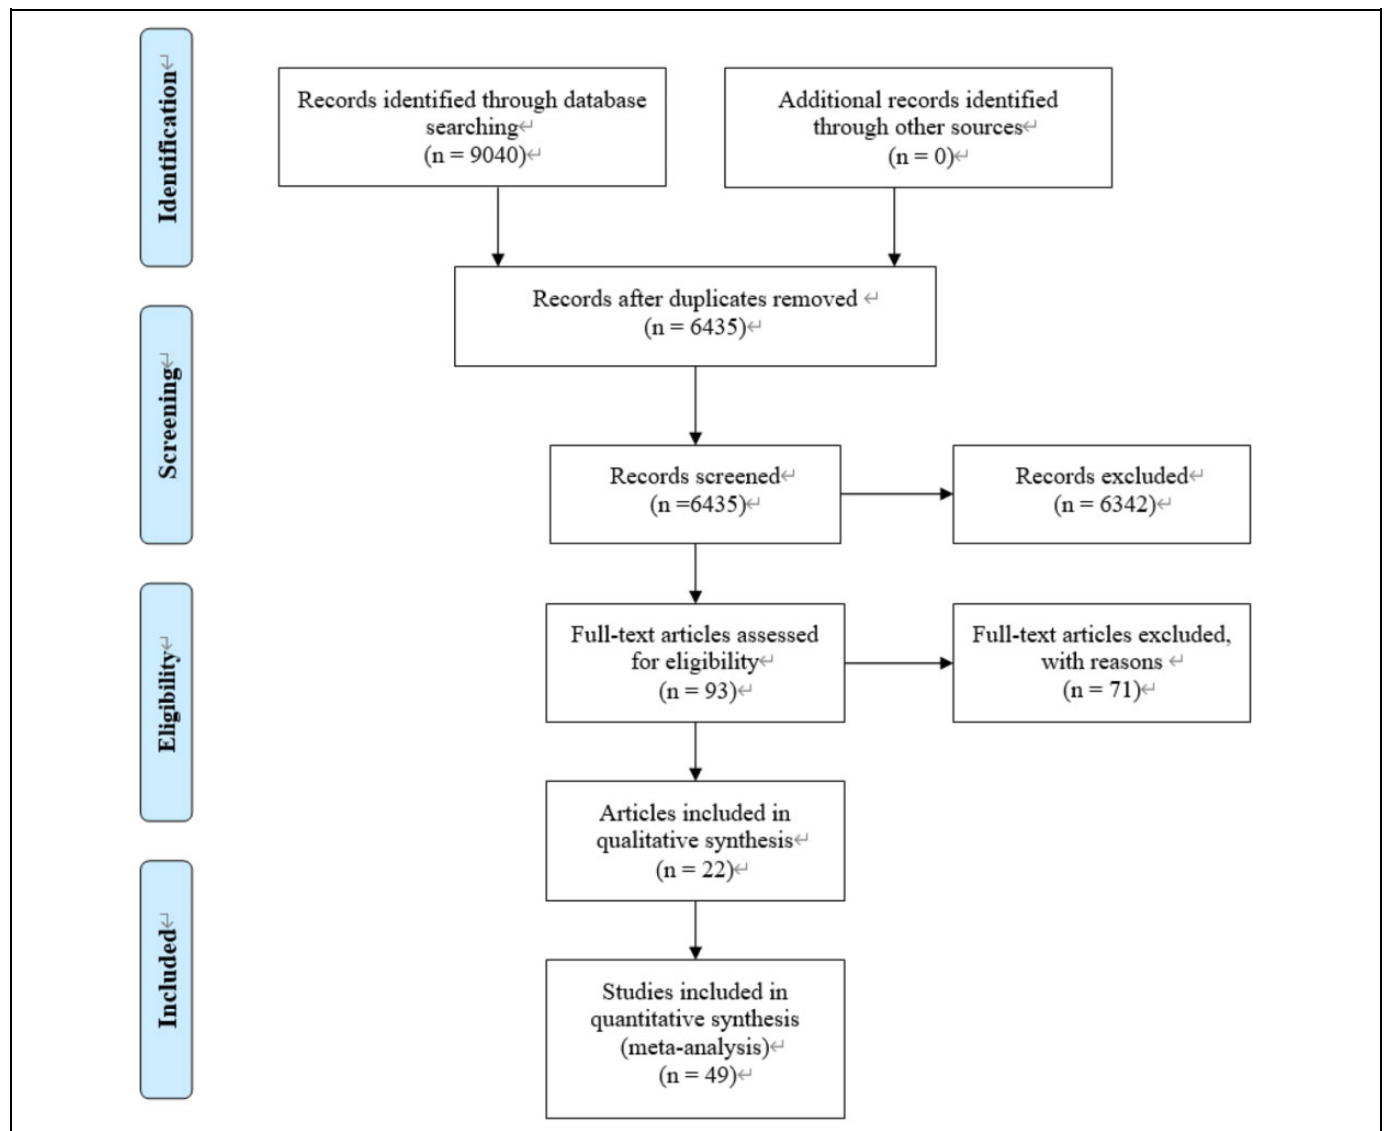 Identification
Records identified through database
searching
(n = 9040)
Additional records identified
through other sources
(n = 0)
Records after duplicates removed
(n = 6435)
Screening
Records screened
(n =6435)
Records excluded
(n = 6342)
Eligibility
Full-text articles assessed
for eligibility
(n = 93)
Full-text articles excluded,
with reasons
(n = 71)
Articles included in
qualitative synthesis
(n = 22)
Included
Studies included in
quantitative synthesis
(meta-analysis)
(n = 49)